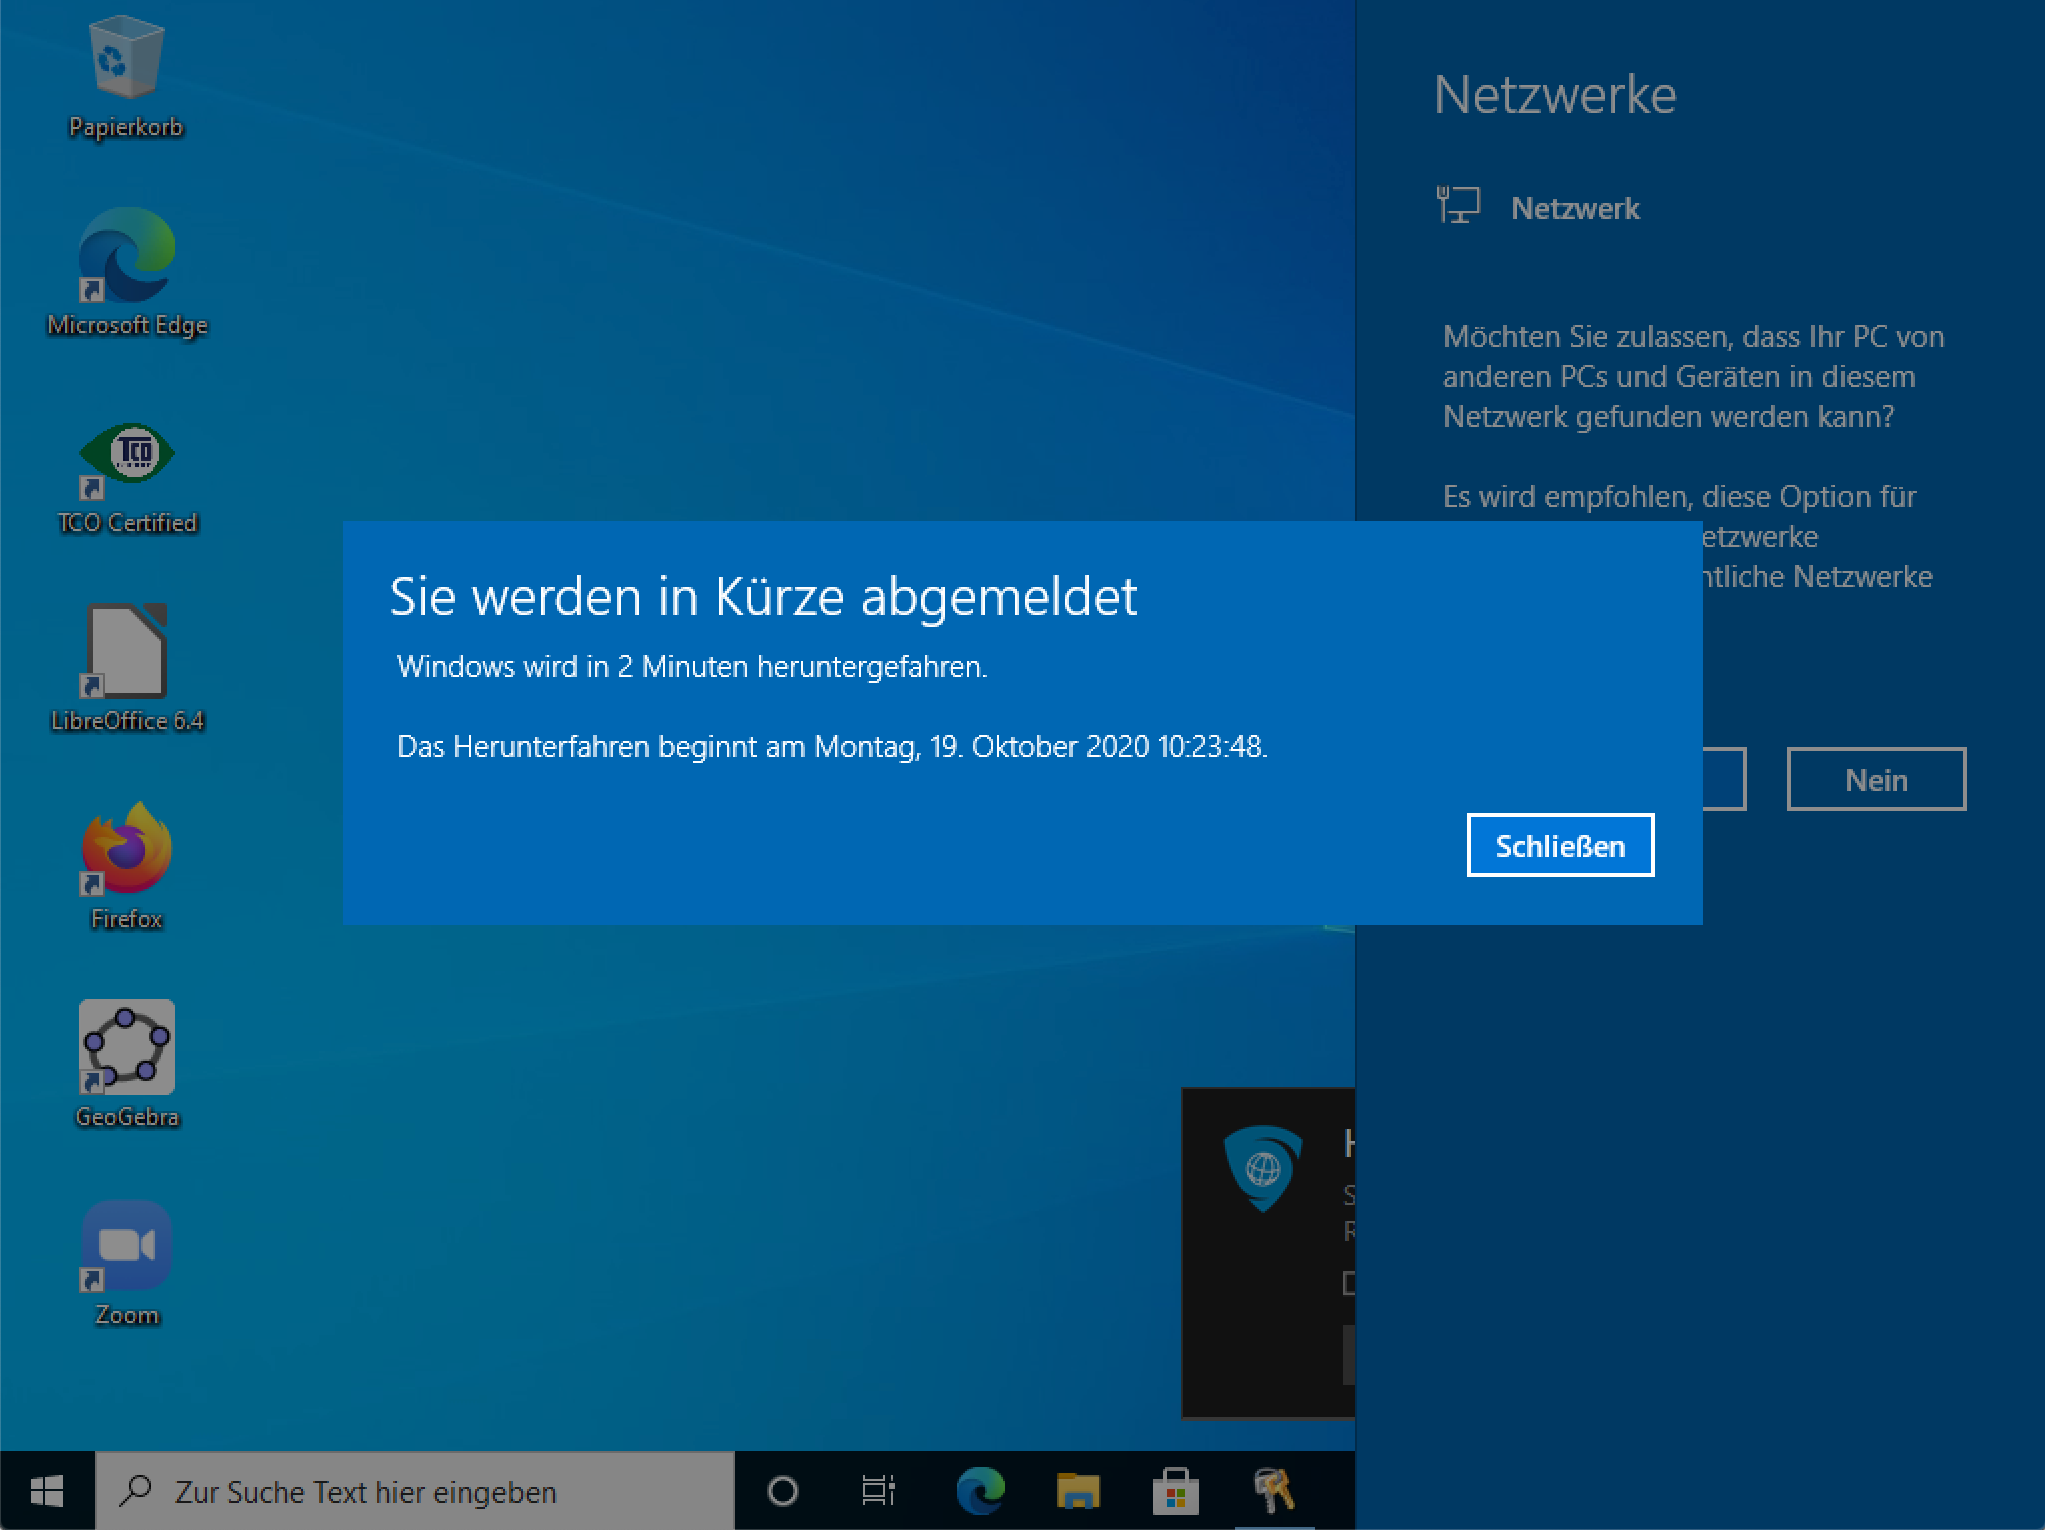 Papierkorb
Microsoft Edge
TCO
TCO Certified
LibreOffice 6.4
Firefox
GeoGebra
Zoom
Netzwerke
Netzwerk
Möchten Sie zulassen, dass Ihr PC von
anderen PCs und Geräten in diesem
Netzwerk gefunden werden kann?
Es wird empfohlen, diese Option für
etzwerke
ntliche Netzwerke
Nein
Sie werden in Kürze abgemeldet
Windows wird in 2 Minuten heruntergefahren.
Das Herunterfahren beginnt am Montag, 19. Oktober 2020 10:23:48.
Schließen
Zur Suche Text hier eingeben